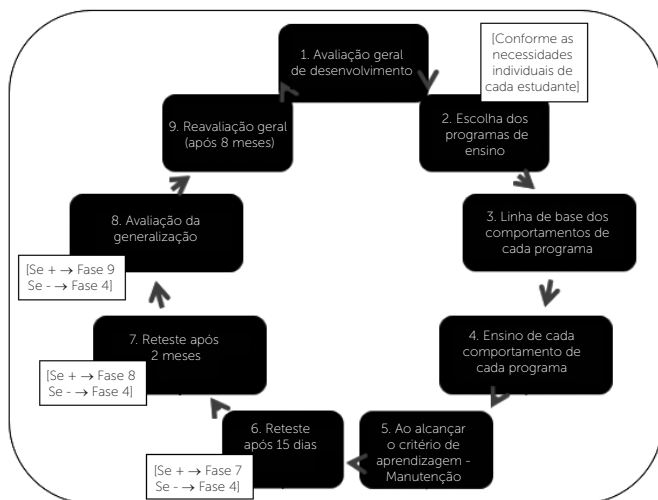 1. Avaliação geral
de desenvolvimento
[Conforme as
necessidades
individuais de
cada estudante]
2. Escolha dos
programas de
ensino
3. Linha de base dos
comportamentos de
cada programa
4. Ensino de cada
comportamento de
cada programa
5. Ao alcançar
o critério de
aprendizagem -
Manutenção
6. Reteste
após 15 dias
[Se + → Fase 7
Se - → Fase 4]
7. Reteste após
2 meses
[Se + → Fase 8
Se - → Fase 4]
8. Avaliação da
generalização
[Se + → Fase 9
Se - → Fase 4]
9. Reavaliação geral
(após 8 meses)